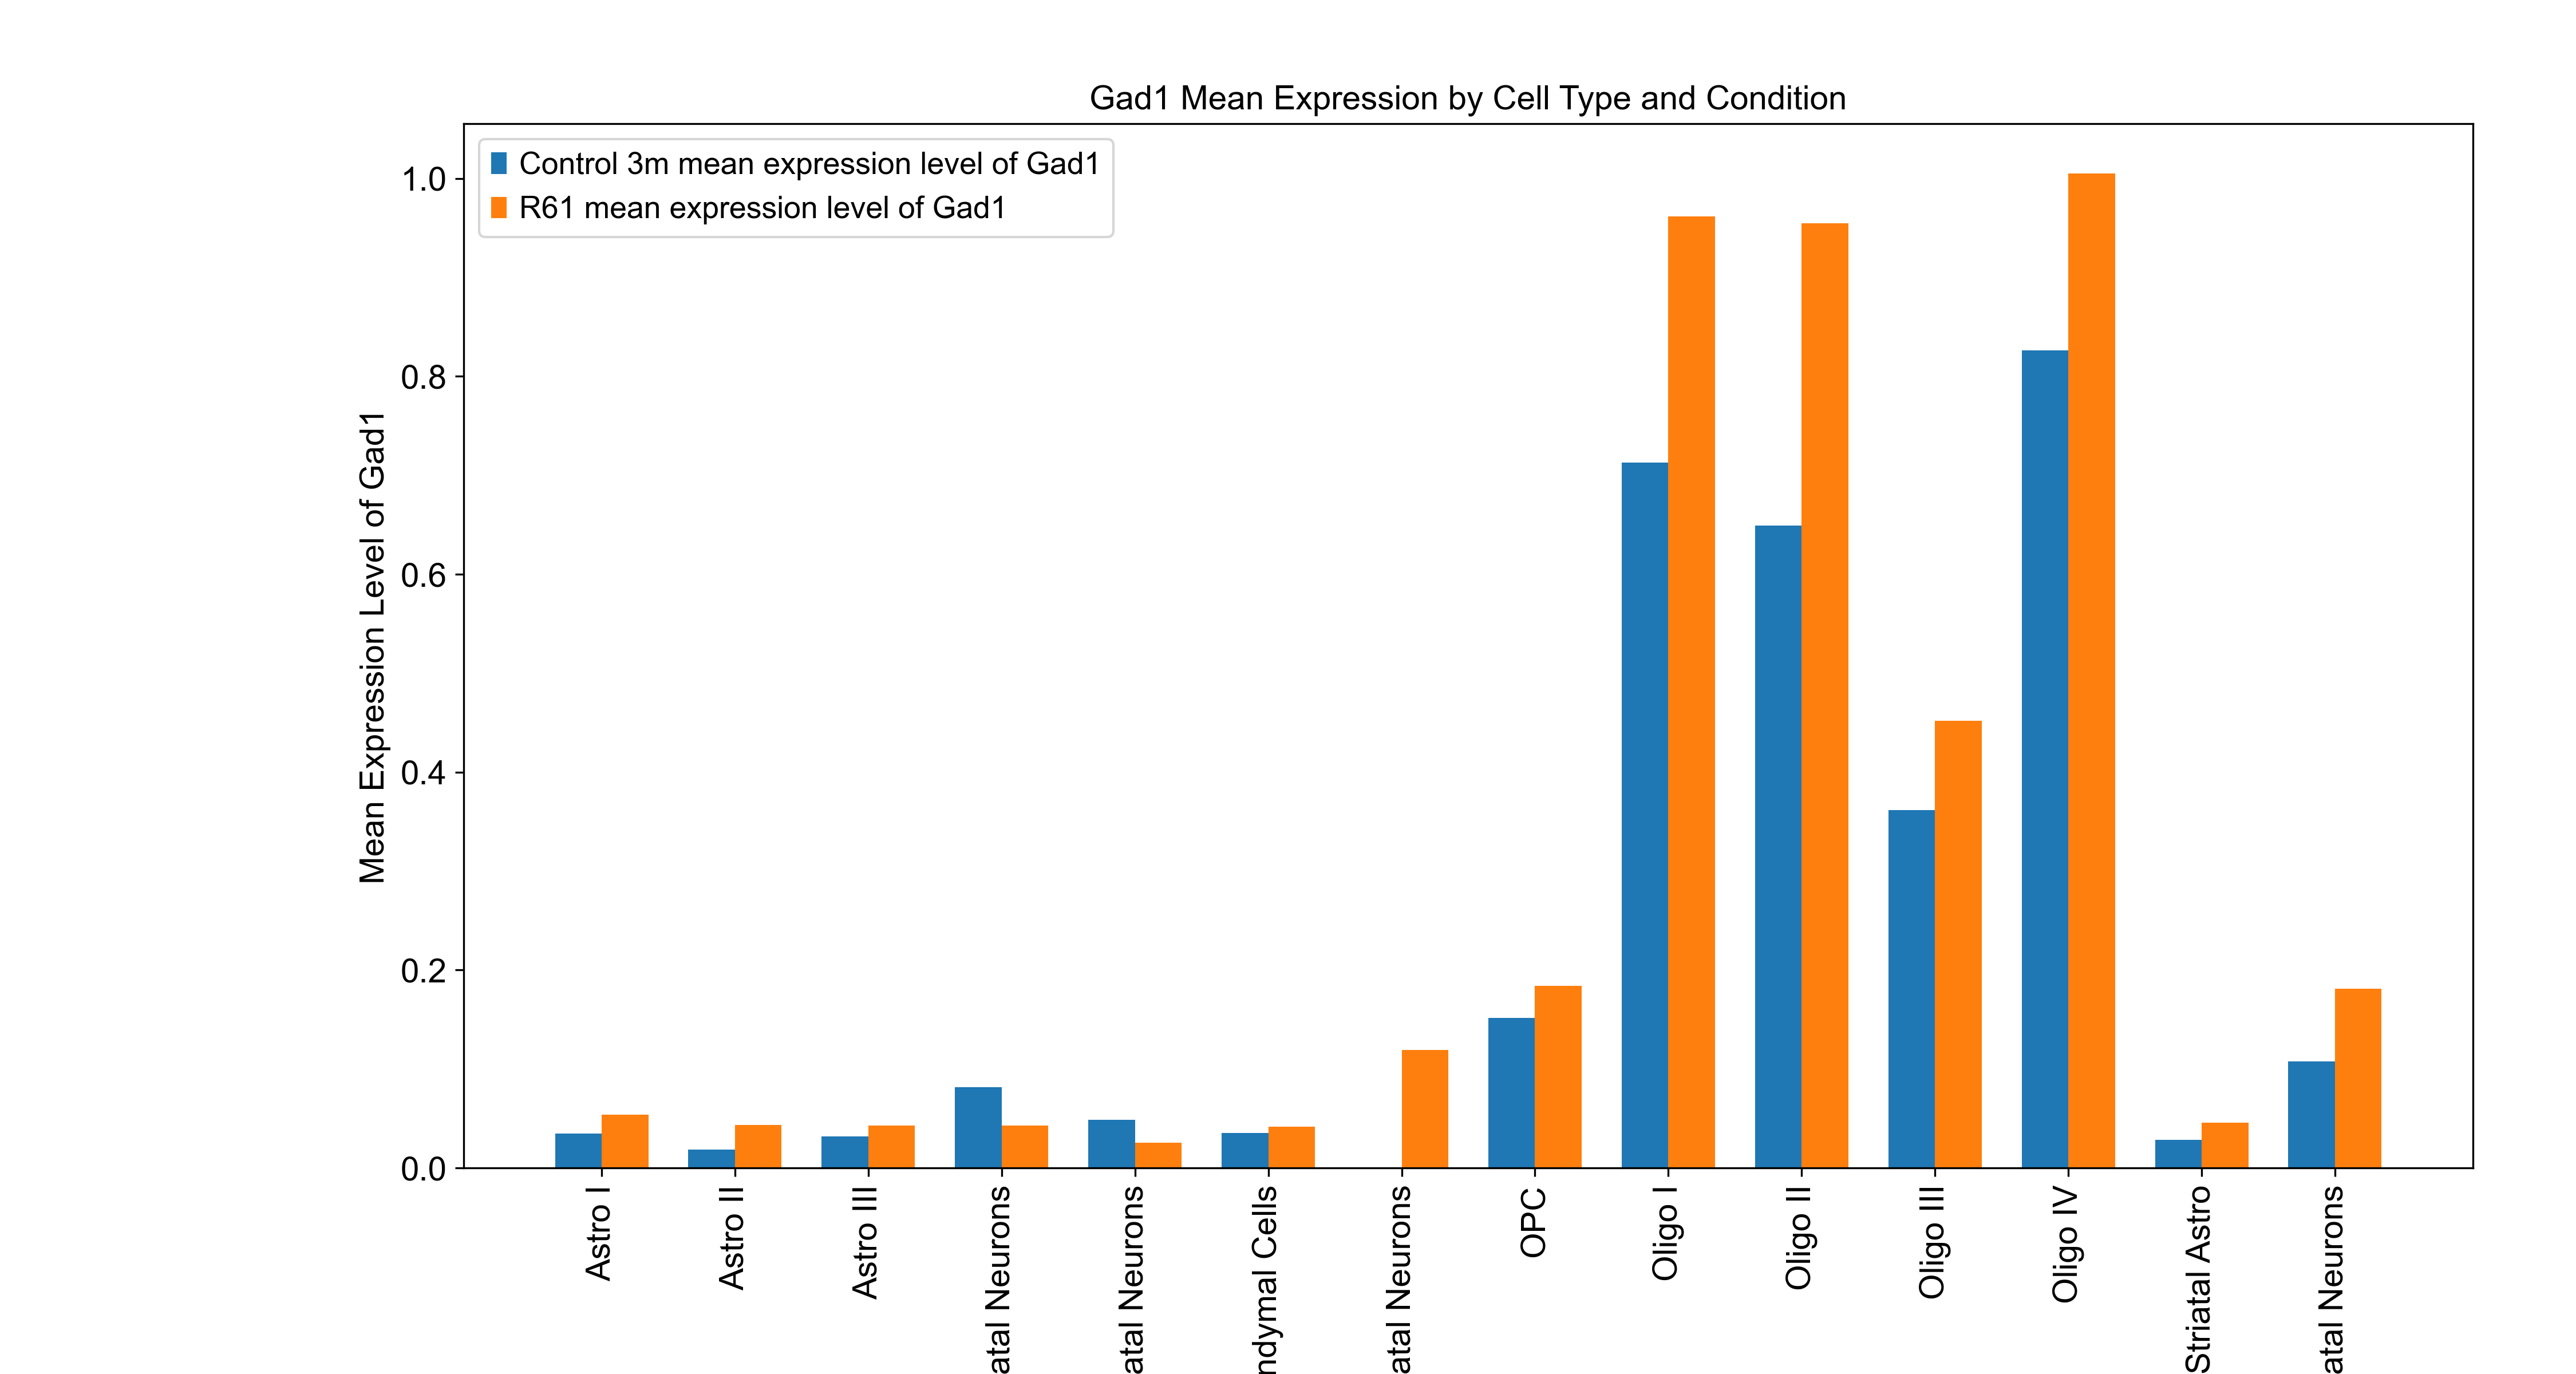 Gad1 Mean Expression by Cell Type and Condition
Control 3m mean expression level of Gad1
R61 mean expression level of Gad1
Mean Expression Level of Gad1
1.0
0.8
0.6
0.4
0.2
0.0
Astro I
Astro II
Astro III
atal Neurons
atal Neurons
ndymal Cells
atal Neurons
OPC
Oligo I
Oligo II
Oligo III
Oligo IV
Striatal Astro
atal Neurons